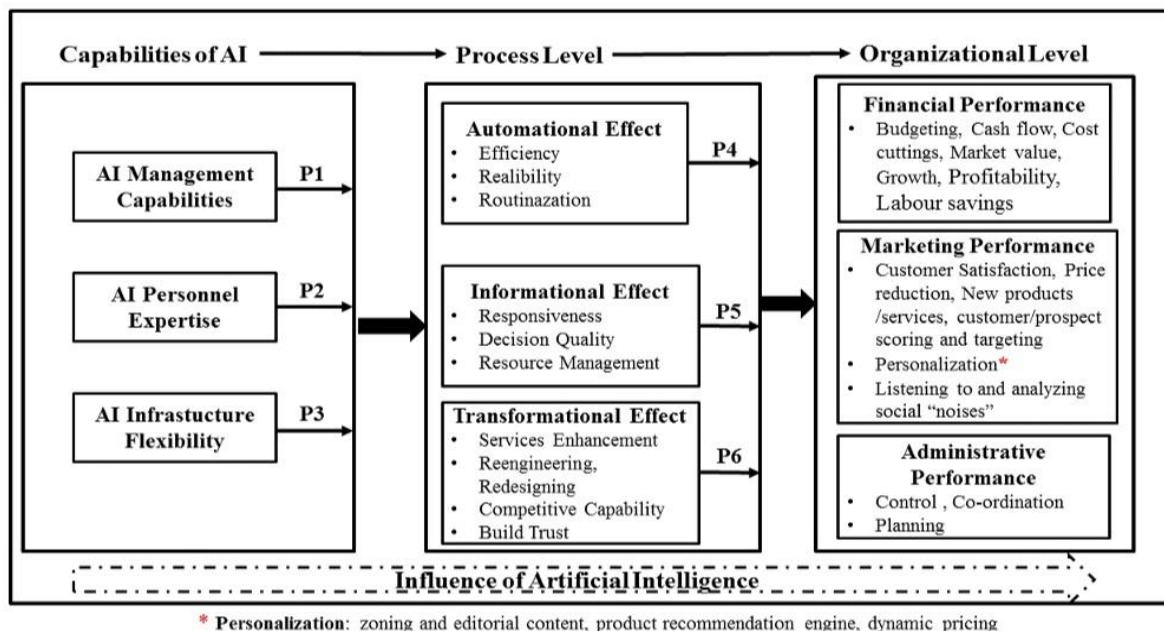 Capabilities of AI
Process Level
Organizational Level
AI Management
Capabilities
P1
AI Personnel
Expertise
P2
AI Infrastucture
Flexibility
P3
Automational Effect
• Efficiency
• Realibility
• Routinazation
P4
Informational Effect
• Responsiveness
• Decision Quality
• Resource Management
P5
Transformational Effect
• Services Enhancement
• Reengineering,
Redesigning
• Competitive Capability
• Build Trust
P6
Financial Performance
• Budgeting, Cash flow, Cost
cuttings, Market value,
Growth, Profitability,
Labour savings
Marketing Performance
• Customer Satisfaction, Price
reduction, New products
/services, customer/prospect
scoring and targeting
• Personalization*
• Listening to and analyzing
social “noises”
Administrative
Performance
• Control , Co-ordination
• Planning
Influence of Artificial Intelligence
* Personalization: zoning and editorial content, product recommendation engine, dynamic pricing